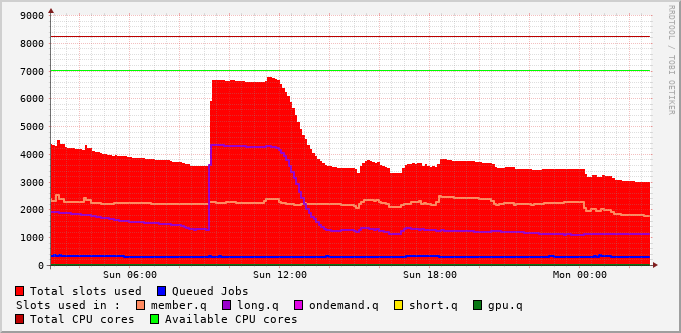 9000
8000
7000
6000
5000
4000
3000
2000
1000
0
Sun 06:00 Sun 12:00 Sun 18:00 Mon 00:00
Total slots used Queued Jobs
Slots used in : member.q long.q ondemand.q short.q gpu.q
Total CPU cores Available CPU cores
RRDTOOL / TOBI OETIKER